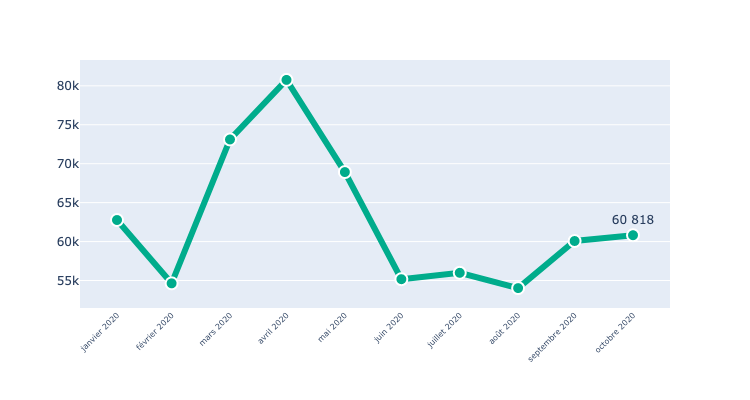 80k
75k
70k
65k
60k
55k
60 818
janvier 2020
février 2020
mars 2020
avril 2020
mai 2020
juin 2020
juillet 2020
août 2020
septembre 2020
octobre 2020